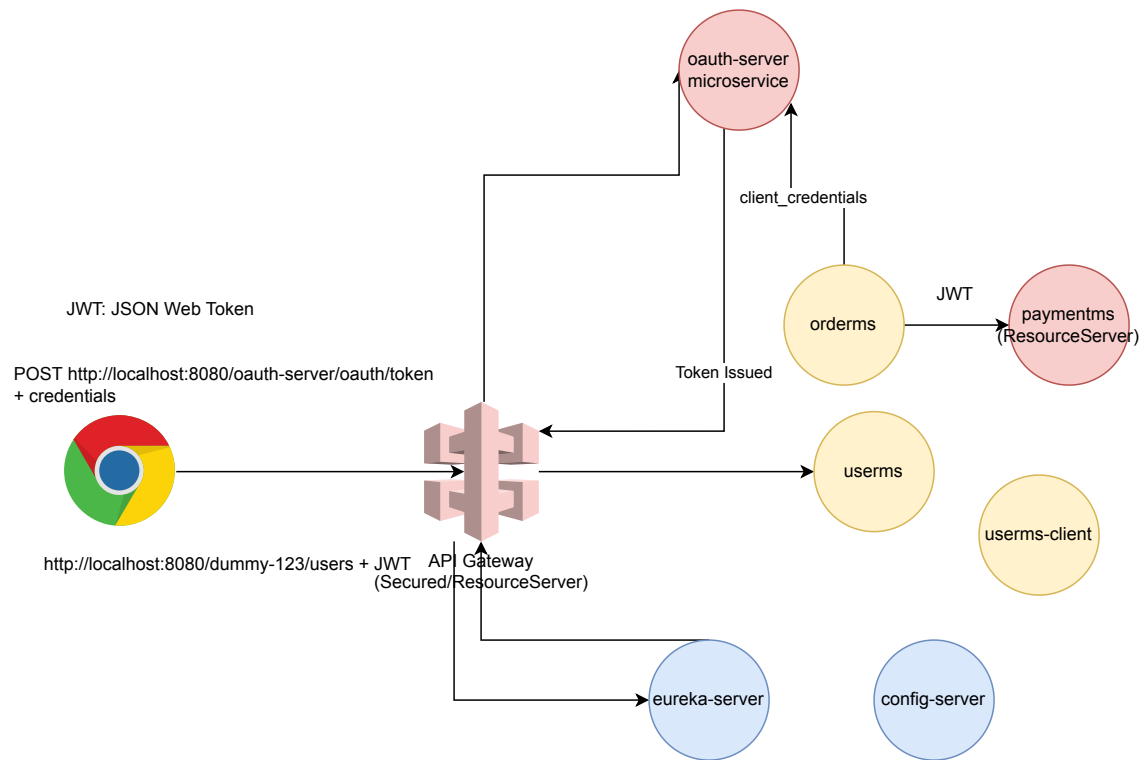 oauth-server
microservice
client_credentials
JWT
orderms
paymentms
(ResourceServer)
JWT: JSON Web Token
POST http://localhost:8080/oauth-server/oauth/token
+ credentials
Token Issued
userms
userms-client
http://localhost:8080/dummy-123/users + JWT
API Gateway
(Secured/ResourceServer)
eureka-server
config-server